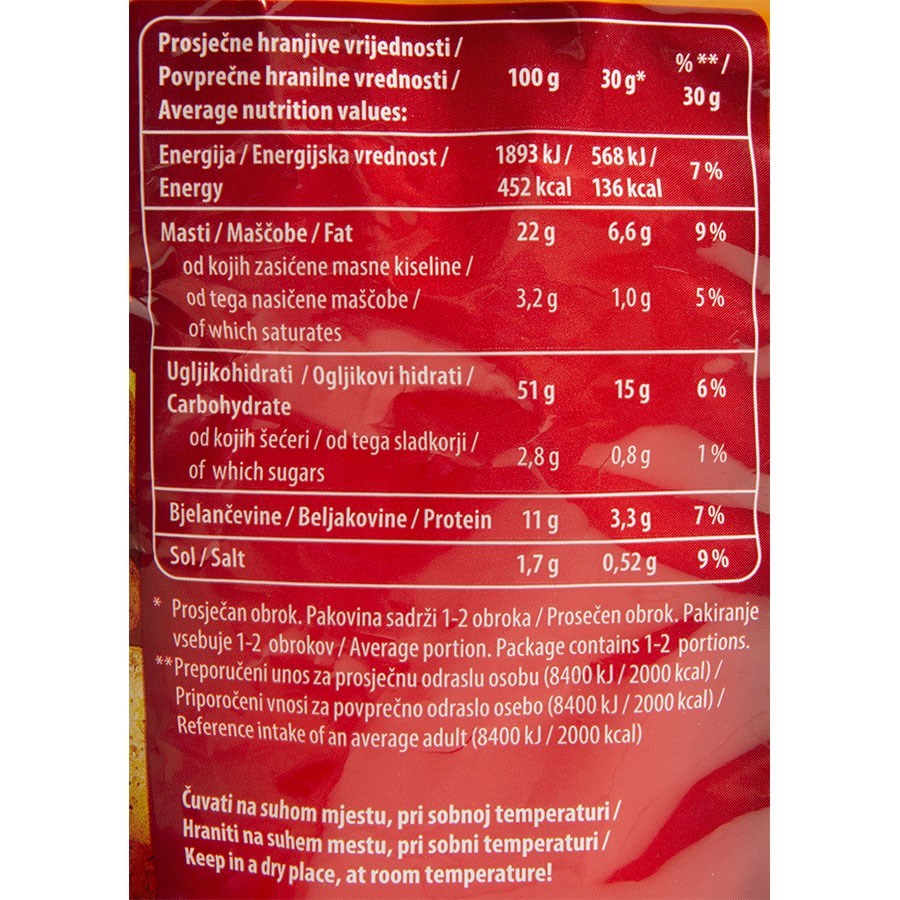 Prosječne hranjive vrijednosti /
Povprečne hranilne vrednosti / 100 g 30 g* % ** / 30 g
Average nutrition values:
Energija / Energijska vrednost / 1893 kJ / 568 kJ / 7 %
Energy 452 kcal 136 kcal
Masti / Maščobe / Fat 22 g 6,6 g 9 %
od kojih zasićene masne kiseline /
od tega nasičene maščobe / 3,2 g 1,0 g 5 %
of which saturates
Ugljikohidrati / Ogljikovi hidrati / 51 g 15 g 6 %
Carbohydrate
od kojih šećeri / od tega sladkorji / 2,8 g 0,8 g 1 %
of which sugars
Bjelančevine / Beljakovine / Protein 11 g 3,3 g 7 %
Sol / Salt 1,7 g 0,52 g 9 %
* Prosječan obrok. Pakovina sadrži 1-2 obroka / Prosečen obrok. Pakiranje
vsebuje 1-2 obrokov / Average portion. Package contains 1-2 portions.
**Preporučeni unos za prosječnu odraslu osobu (8400 kJ / 2000 kcal) /
Priporočeni vnosi za povprečno odraslo osebo (8400 kJ / 2000 kcal) /
Reference intake of an average adult (8400 kJ / 2000 kcal)
Čuvati na suhom mjestu, pri sobnoj temperaturi /
Hraniti na suhem mestu, pri sobni temperaturi /
Keep in a dry place, at room temperature!